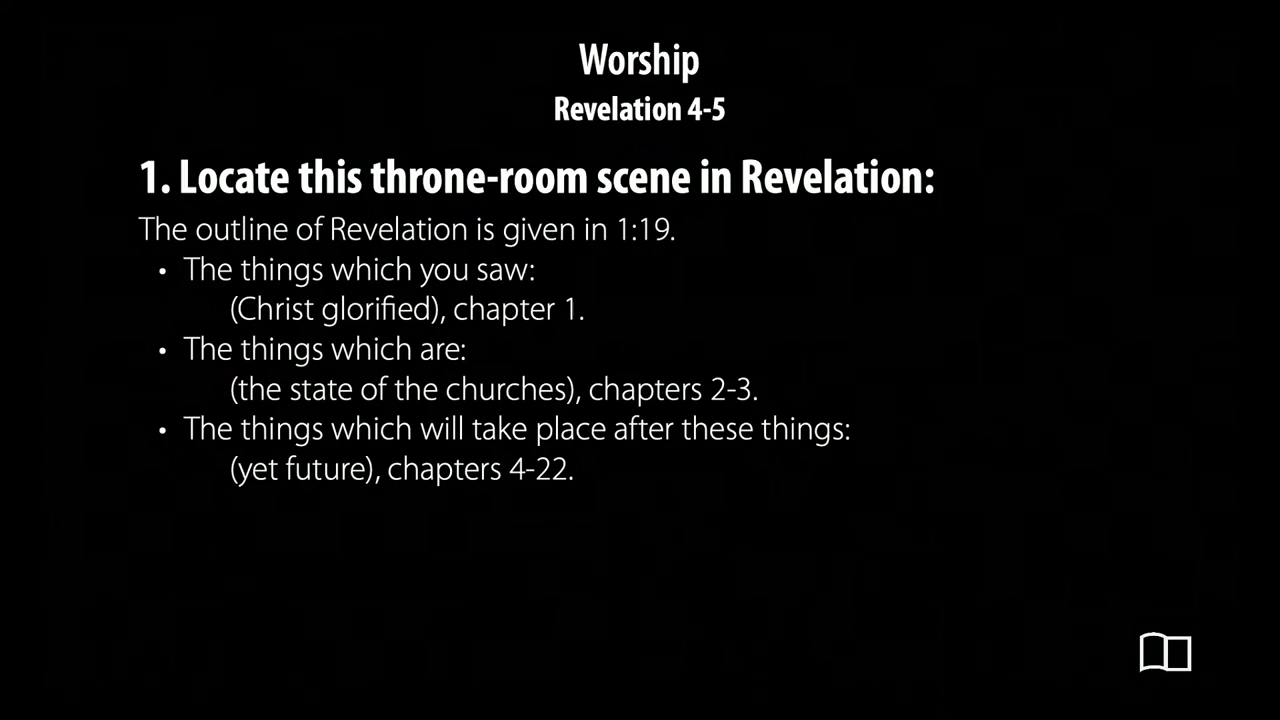 Worship
Revelation 4-5
1. Locate this throne-room scene in Revelation:
The outline of Revelation is given in 1:19.
• The things which you saw:
(Christ glorified), chapter 1.
• The things which are:
(the state of the churches), chapters 2-3.
• The things which will take place after these things:
(yet future), chapters 4-22.